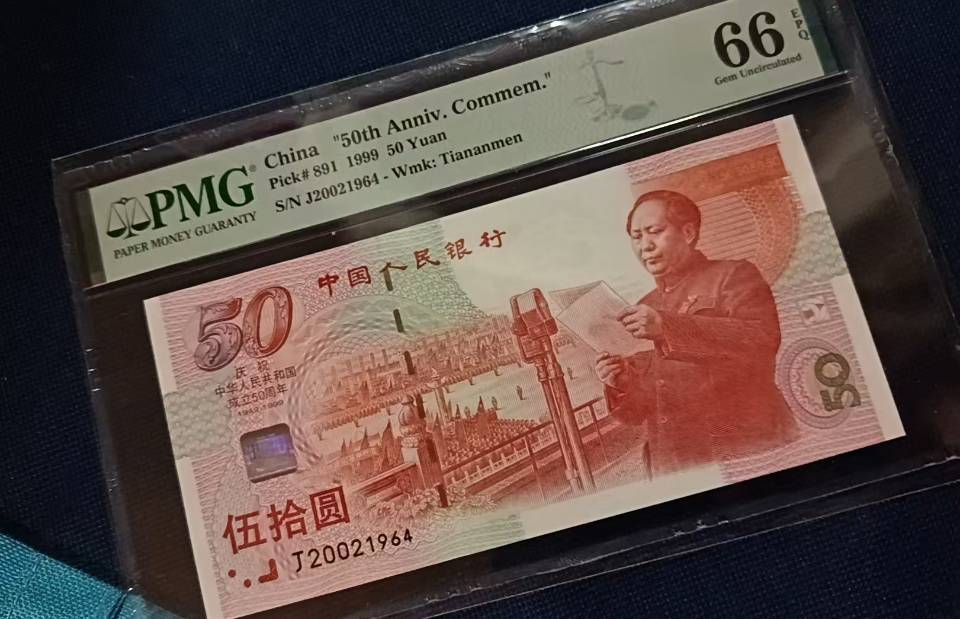 PMG®
PAPER MONEY GUARANTY
China "50th Anniv. Commem."
Pick# 891 1999 50 Yuan
S/N J20021964 - Wmk: Tiananmen
66
EPQ
Gem Uncirculated
中国人民银行
50
庆祝
中华人民共和国
成立50周年
1949-1999
伍拾圆
J20021964
50